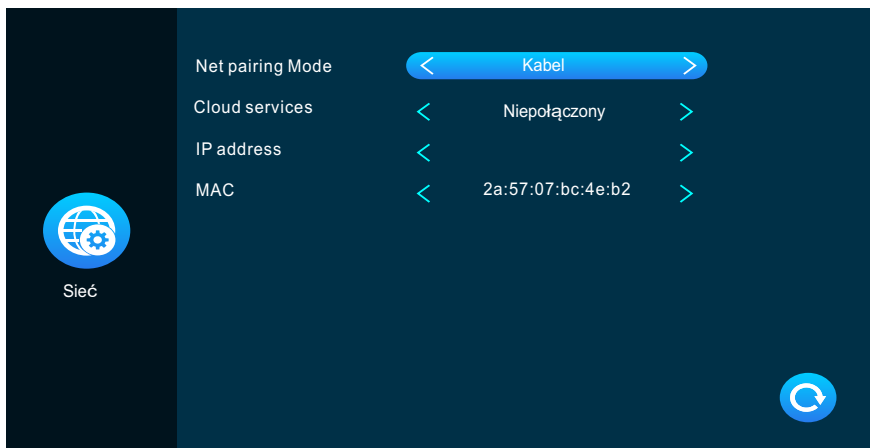 Net pairing Mode Kabel
Cloud services Niepołączony
IP address
MAC 2a:57:07:bc:4e:b2
Sieć